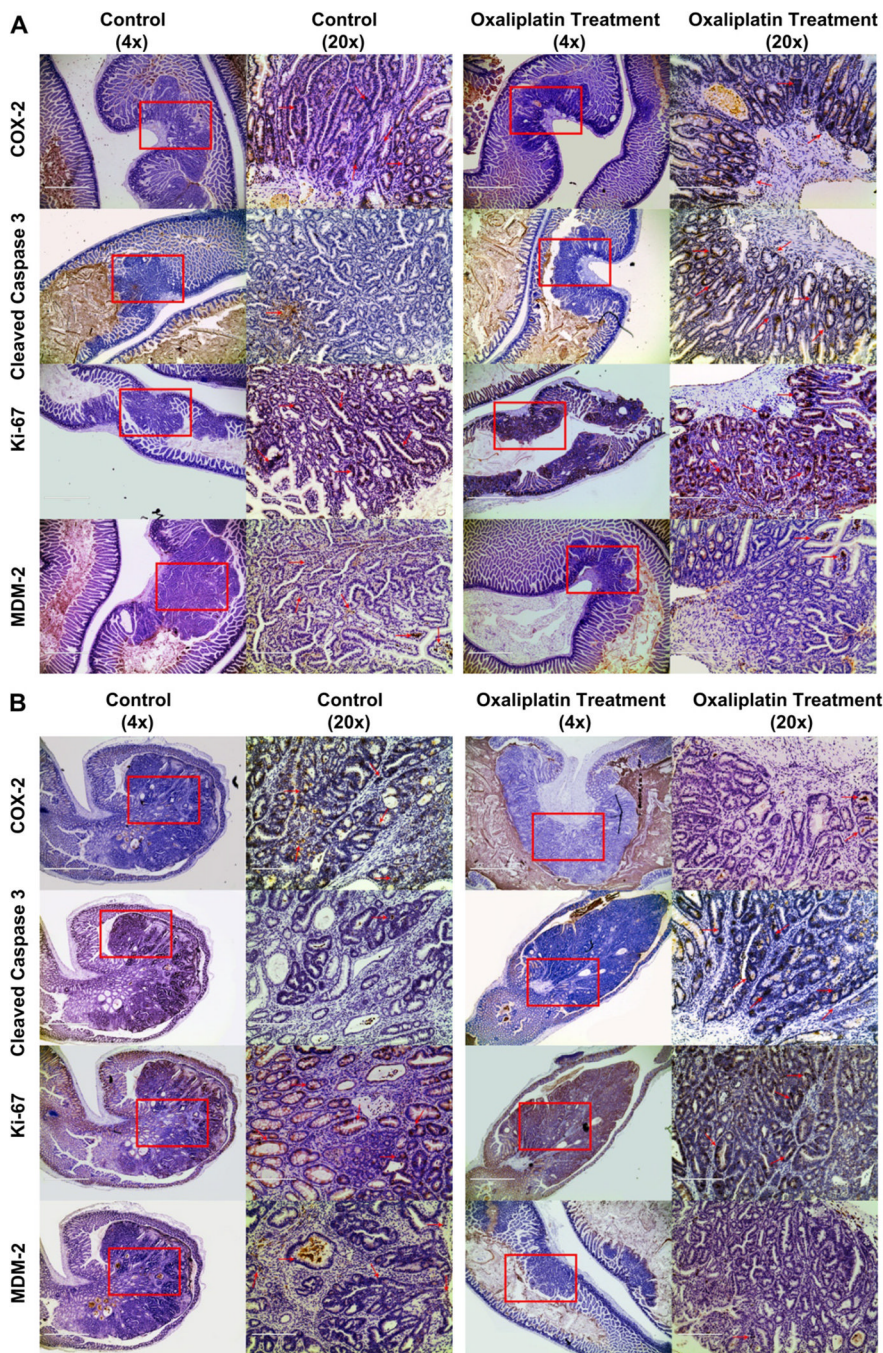 A
Control
(4x)
Control
(20x)
Oxaliplatin Treatment
(4x)
Oxaliplatin Treatment
(20x)
COX-2
Cleaved Caspase 3
Ki-67
MDM-2
B
Control
(4x)
Control
(20x)
Oxaliplatin Treatment
(4x)
Oxaliplatin Treatment
(20x)
COX-2
Cleaved Caspase 3
Ki-67
MDM-2